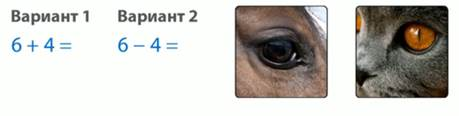 Вариант 1 Вариант 2
6 + 4 = 6 – 4 =